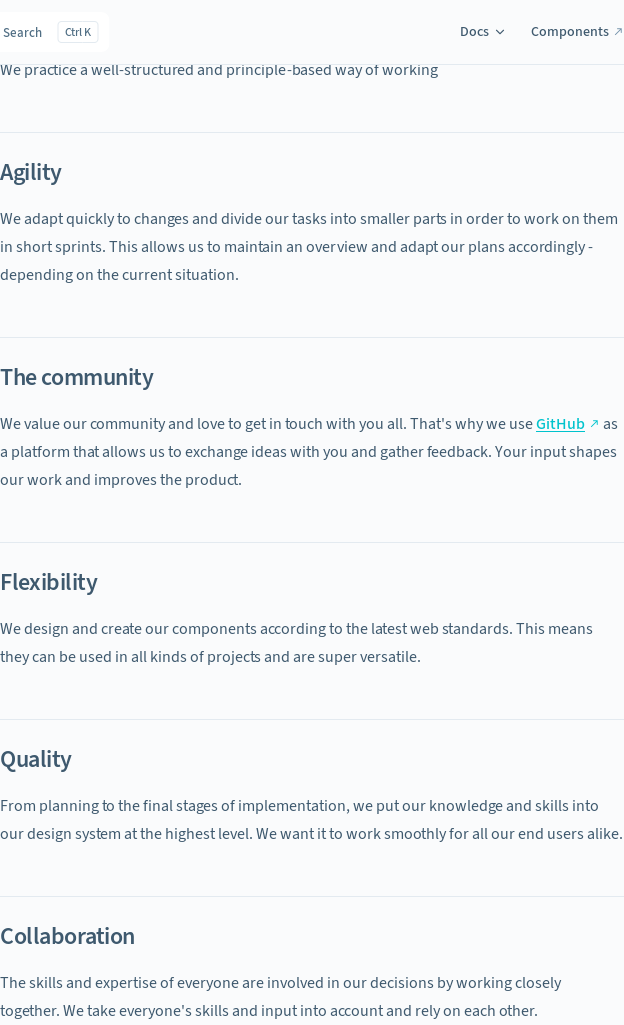 Search Ctrl K Docs Components
We practice a well-structured and principle-based way of working
Agility
We adapt quickly to changes and divide our tasks into smaller parts in order to work on them
in short sprints. This allows us to maintain an overview and adapt our plans accordingly -
depending on the current situation.
The community
We value our community and love to get in touch with you all. That's why we use GitHub as
a platform that allows us to exchange ideas with you and gather feedback. Your input shapes
our work and improves the product.
Flexibility
We design and create our components according to the latest web standards. This means
they can be used in all kinds of projects and are super versatile.
Quality
From planning to the final stages of implementation, we put our knowledge and skills into
our design system at the highest level. We want it to work smoothly for all our end users alike.
Collaboration
The skills and expertise of everyone are involved in our decisions by working closely
together. We take everyone's skills and input into account and rely on each other.